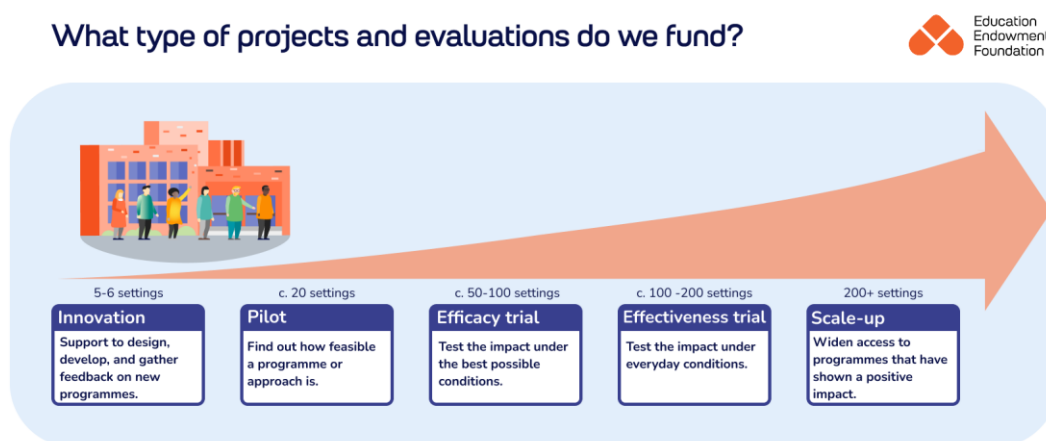 What type of projects and evaluations do we fund?
Education
Endowment
Foundation
5-6 settings
Innovation
Support to design,
develop, and gather
feedback on new
programmes.
c. 20 settings
Pilot
Find out how feasible
a programme or
approach is.
c. 50-100 settings
Efficacy trial
Test the impact under
the best possible
conditions.
c. 100 -200 settings
Effectiveness trial
Test the impact under
everyday conditions.
200+ settings
Scale-up
Widen access to
programmes that have
shown a positive
impact.